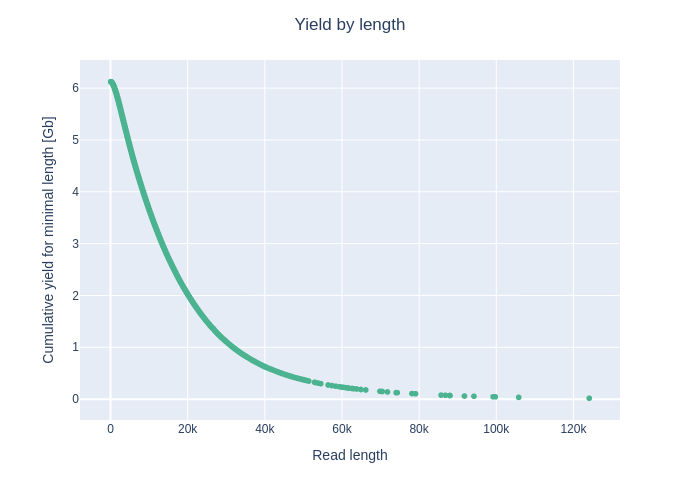 Yield by length
Cumulative yield for minimal length [Gb]
6
5
4
3
2
1
0
0 20k 40k 60k 80k 100k 120k
Read length